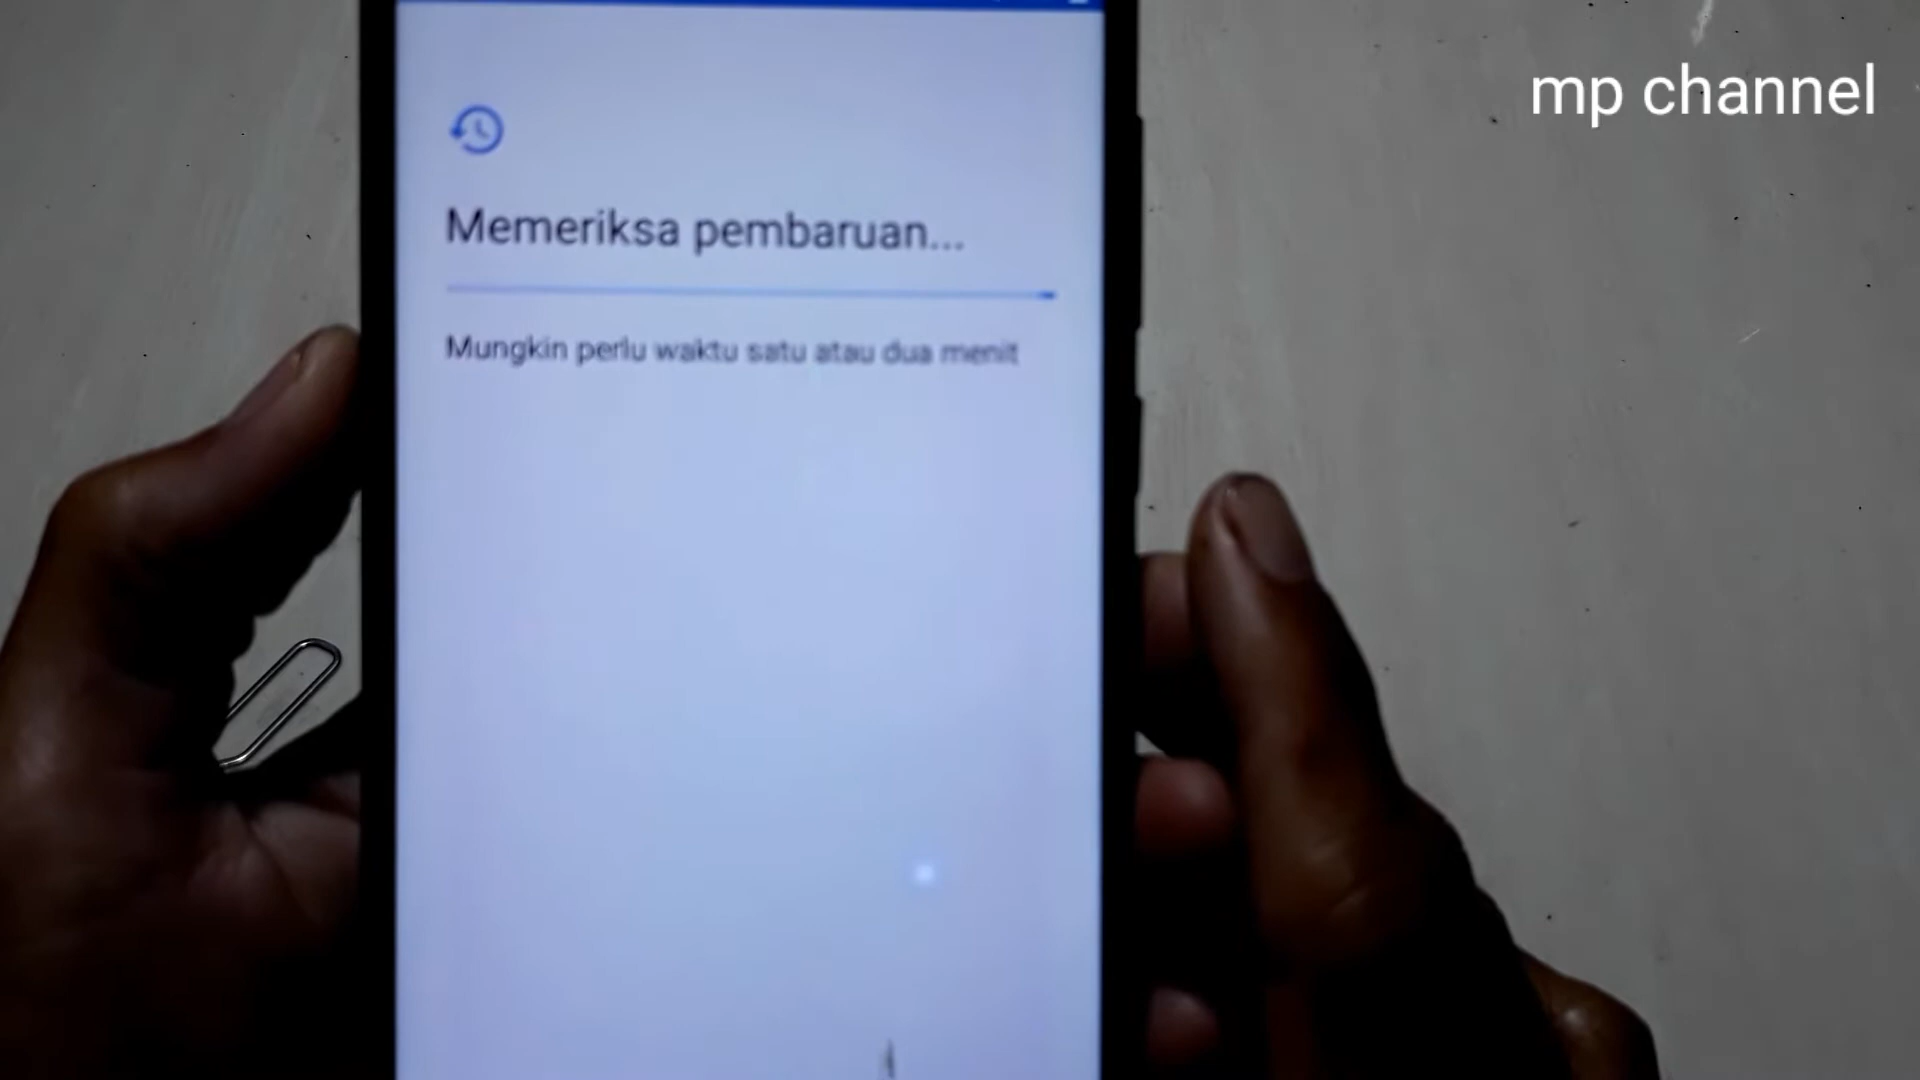 mp channel
Memeriksa pembaruan...
Mungkin perlu waktu satu atau dua menit